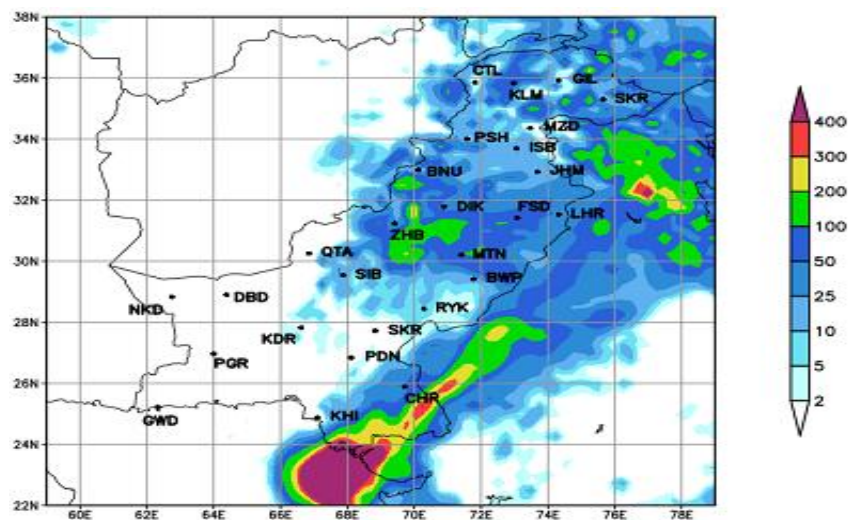 38N
CTL
GIL
36N
KLM
SKR
400
MZD
34N
PSH
ISB
300
BNU
JHM
200
32N
DIK
FSD
LHR
ZHB
100
QTA
MTN
30N
SIB
BWP
50
NKD
DBD
RYK
25
28N
KDR
SKR
10
PGR
PDN
5
26N
CHR
GWD
KHI
2
24N
22N
60E 62E 64E 66E 68E 70E 72E 74E 76E 78E